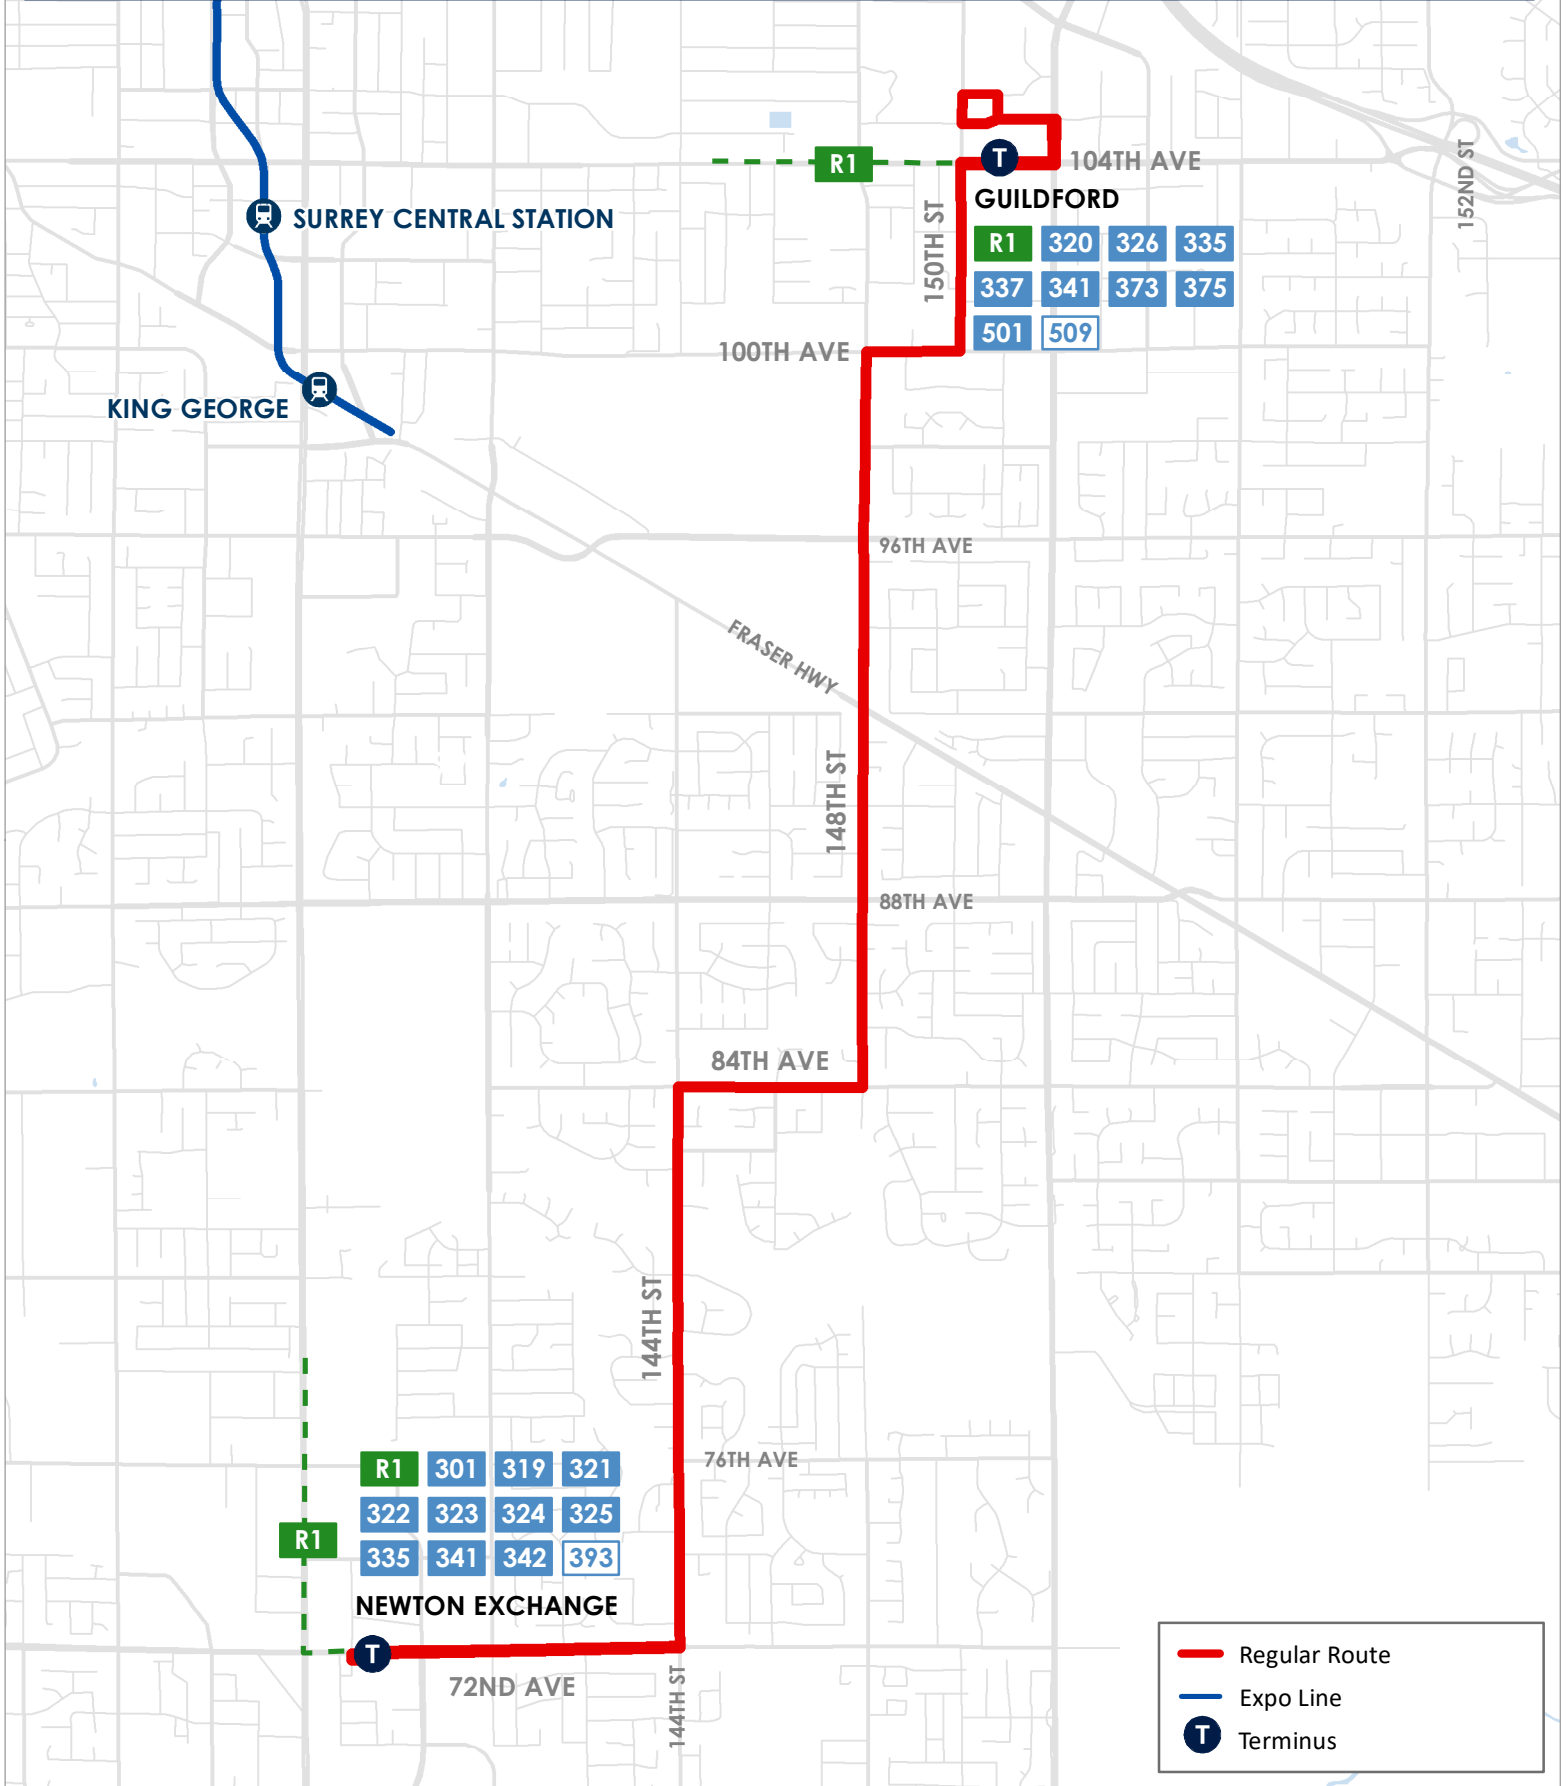 R1
T
104TH AVE
152ND ST
GUILDFORD
SURREY CENTRAL STATION
150TH ST
R1 320 326 335
337 341 373 375
501 509
100TH AVE
KING GEORGE
96TH AVE
FRASER HWY
148TH ST
88TH AVE
84TH AVE
144TH ST
76TH AVE
R1 301 319 321
322 323 324 325
R1
335 341 342 393
NEWTON EXCHANGE
T
72ND AVE
144TH ST
Regular Route
Expo Line
T Terminus